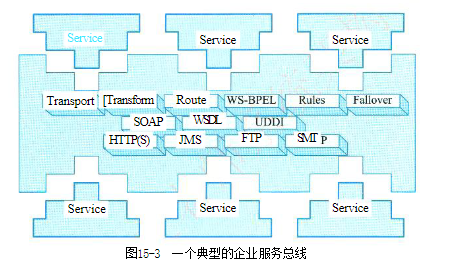 Service Service Service
Transport [Transform Route WS-BPEL Rules Fallover
SOAP WSDL UDDI
HTTP(S) JMS FTP SMTP
Service Service Service
图15-3 一个典型的企业服务总线